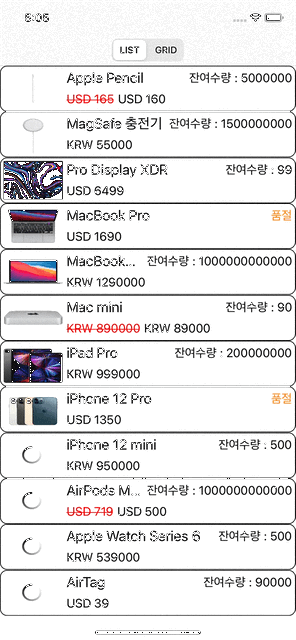 6:06
LIST GRID
Apple Pencil 잔여수량 : 5000000
USD 165 USD 160
MagSafe 충전기 잔여수량 : 1500000000
KRW 55000
Pro Display XDR 잔여수량 : 99
USD 6499
MacBook Pro 품절
USD 1690
MacBook... 잔여수량 : 1000000000000
KRW 1290000
Mac mini 잔여수량 : 90
KRW 890000 KRW 89000
iPad Pro 잔여수량 : 200000000
KRW 999000
iPhone 12 Pro 품절
USD 1350
iPhone 12 mini 잔여수량 : 500
KRW 950000
AirPods M... 잔여수량 : 1000000000000
USD 719 USD 500
Apple Watch Series 6 잔여수량 : 500
KRW 539000
AirTag 잔여수량 : 90000
USD 39